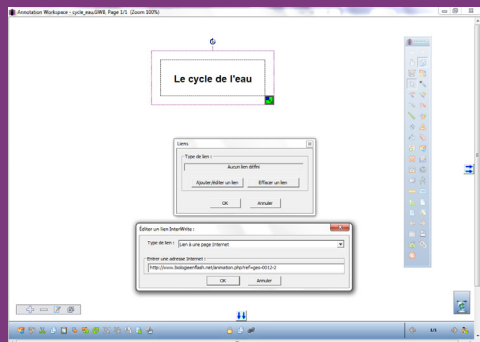 Annotation Workspace - cycle_eau.GWB, Page 1/1 (Zoom 100%)
Le cycle de l'eau
Liens
Type de lien :
Aucun lien défini
Ajouter/éditer un lien
Effacer un lien
OK
Annuler
Éditer un lien InterWrite :
Type de lien :
Lien à une page Internet
Entrer une adresse Internet :
http://www.biologieenflash.net/animation.php?ref=geo-0012-2
OK
Annuler
1/1